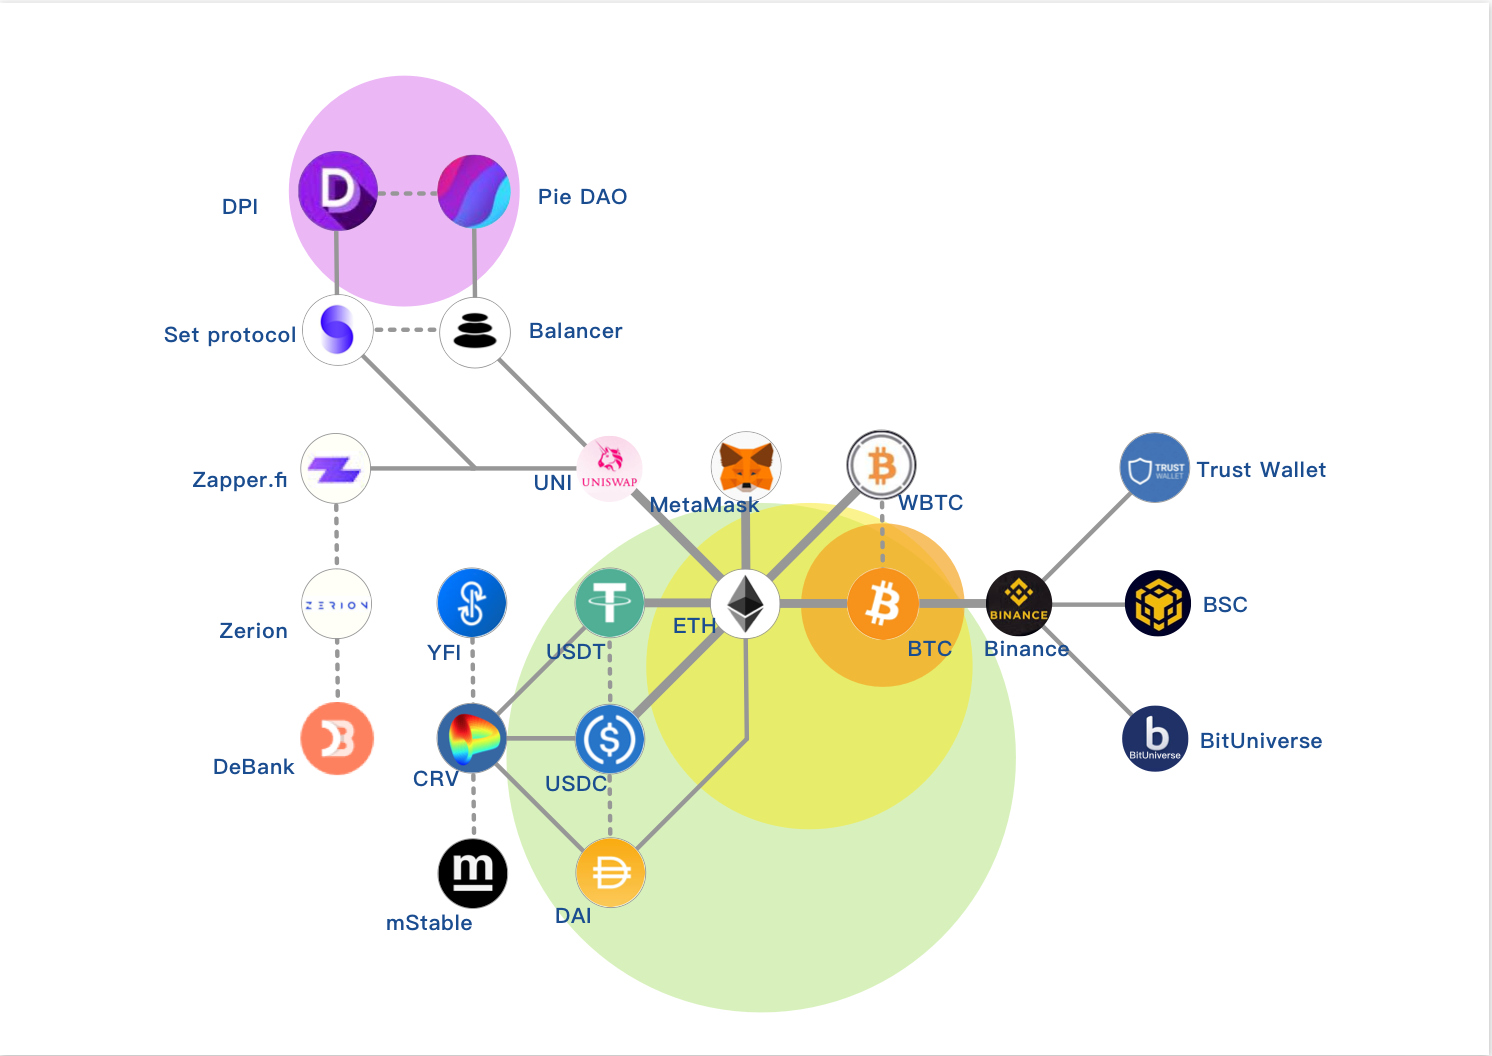 DPI
Pie DAO
Set protocol
Balancer
Zapper.fi
UNI
UNISWAP
MetaMask
WBTC
TRUST
WALLET
Trust Wallet
ZERION
Zerion
YFI
USDT
ETH
BTC
BINANCE
Binance
BSC
DeBank
CRV
USDC
b
BitUniverse
BitUniverse
m
mStable
DAI